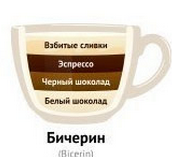 Взбитые сливки
Эспрессо
Черный шоколад
Белый шоколад
Бичерин
(Bicerin)